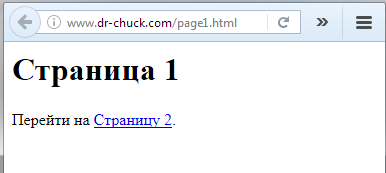 www.dr-chuck.com/page1.html
Страница 1
Перейти на Страницу 2.